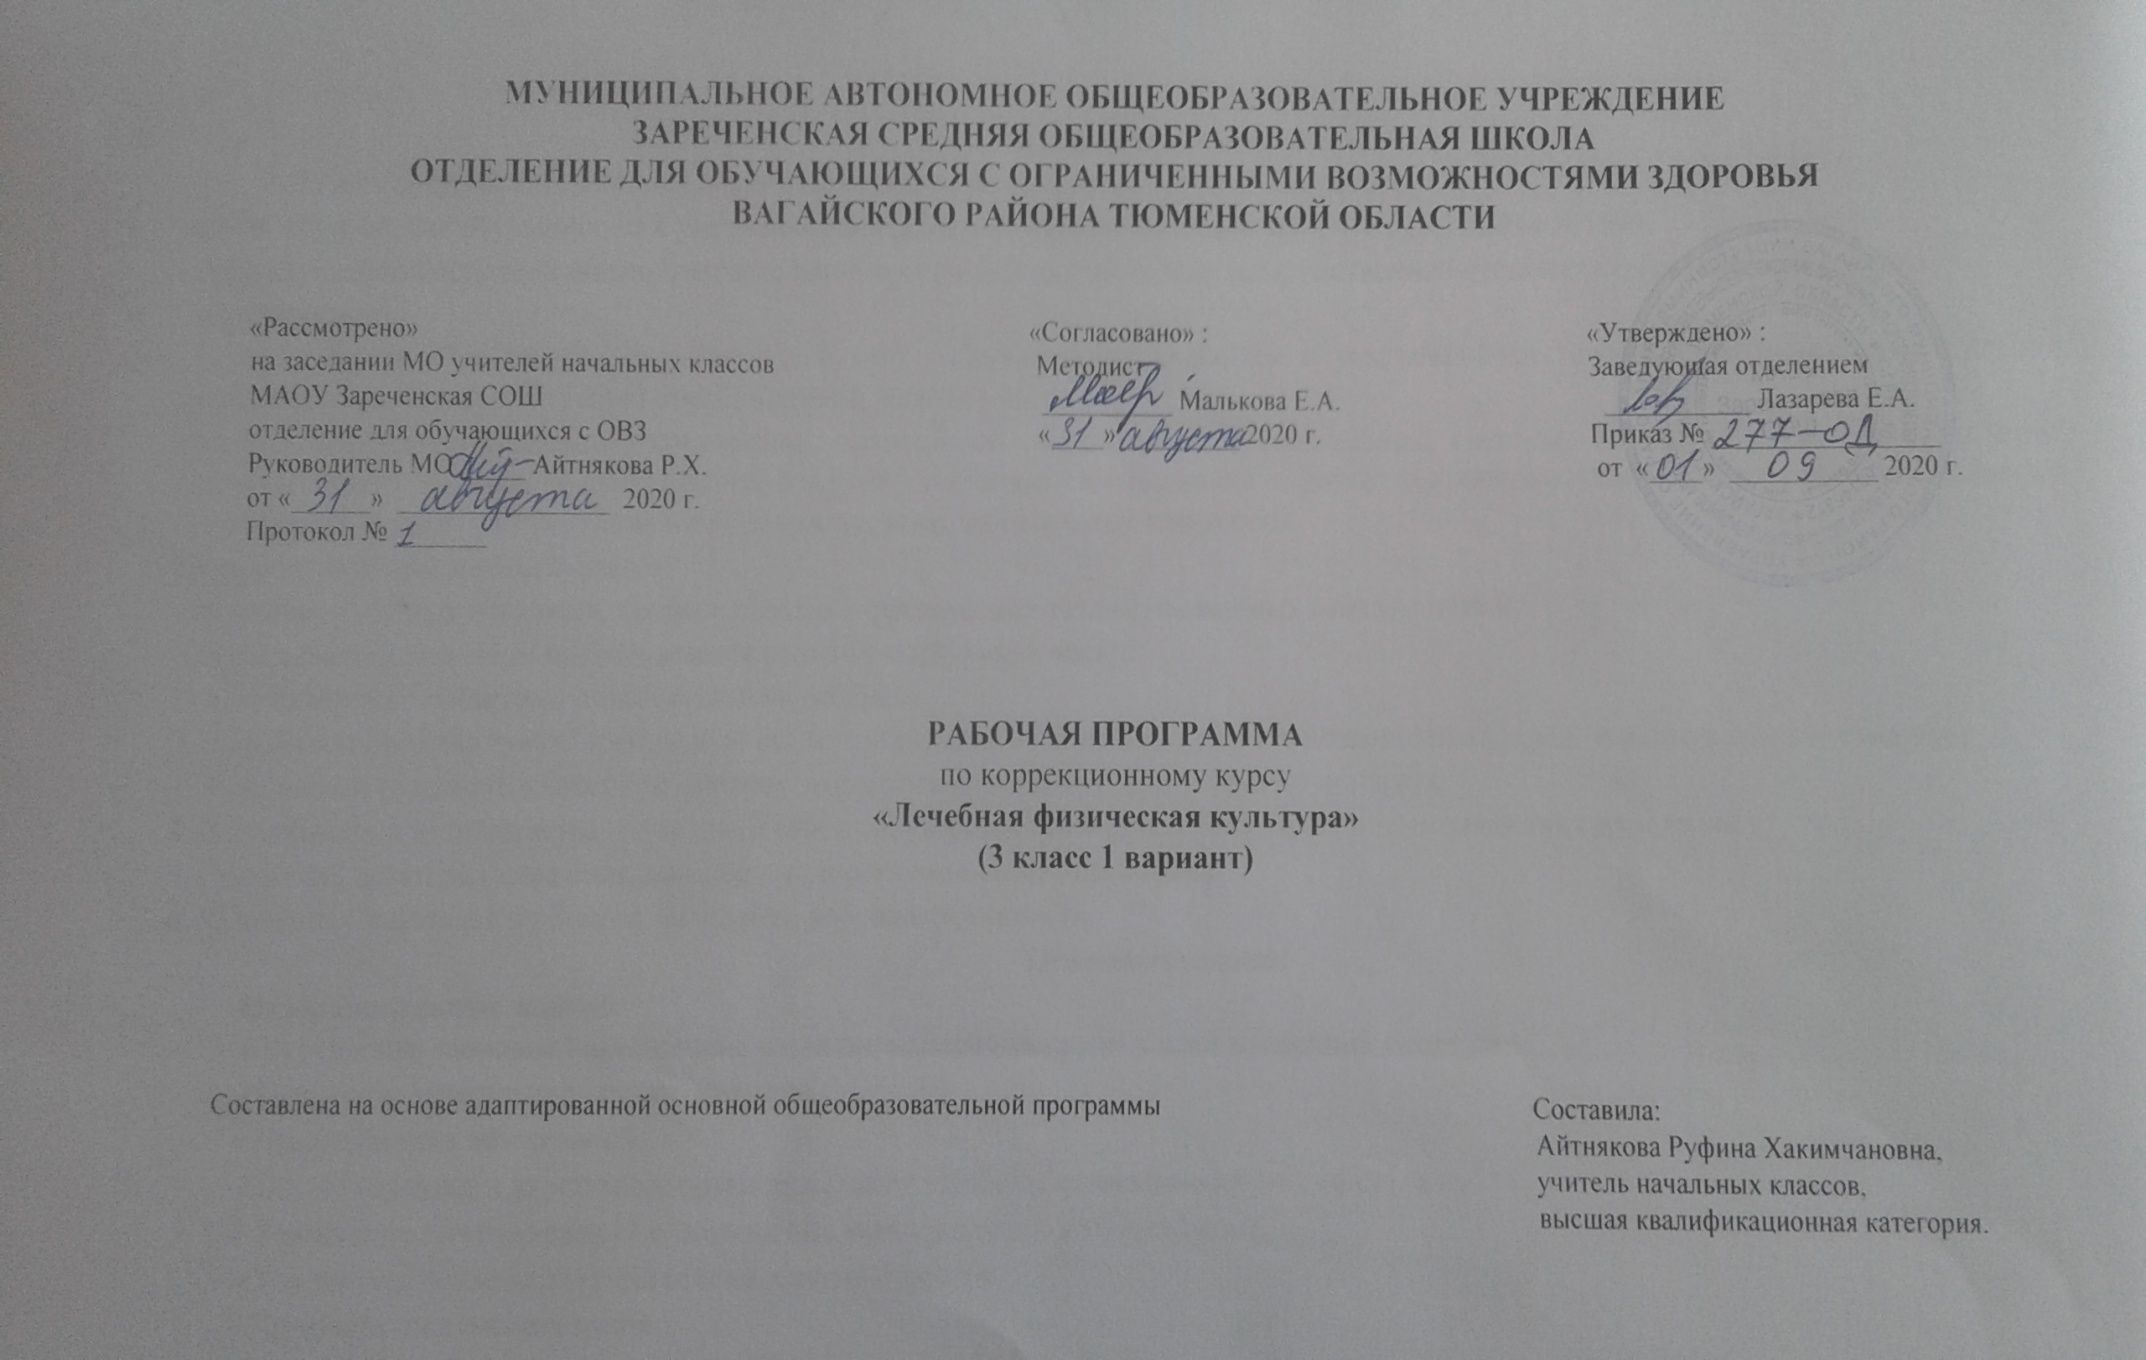 МУНИЦИПАЛЬНОЕ АВТОНОМНОЕ ОБЩЕОБРАЗОВАТЕЛЬНОЕ УЧРЕЖДЕНИЕ
ЗАРЕЧЕНСКАЯ СРЕДНЯЯ ОБЩЕОБРАЗОВАТЕЛЬНАЯ ШКОЛА
ОТДЕЛЕНИЕ ДЛЯ ОБУЧАЮЩИХСЯ С ОГРАНИЧЕННЫМИ ВОЗМОЖНОСТЯМИ ЗДОРОВЬЯ
ВАГАЙСКОГО РАЙОНА ТЮМЕНСКОЙ ОБЛАСТИ
«Рассмотрено»
на заседании МО учителей начальных классов
МАОУ Зареченская СОШ
отделение для обучающихся с ОВЗ
Руководитель МО Айтнякова Р.Х.
от « 31 » августа 2020 г.
Протокол № 1
«Согласовано» :
Методист
Малькова Е.А.
« 31 » августа 2020 г.
«Утверждено» :
Заведующая отделением
Лазарева Е.А.
Приказ № 277-ОД
от « 01 » 09 2020 г.
РАБОЧАЯ ПРОГРАММА
по коррекционному курсу
«Лечебная физическая культура»
(3 класс 1 вариант)
Составлена на основе адаптированной основной общеобразовательной программы
Составила:
Айтнякова Руфина Хакимчановна,
учитель начальных классов,
высшая квалификационная категория.